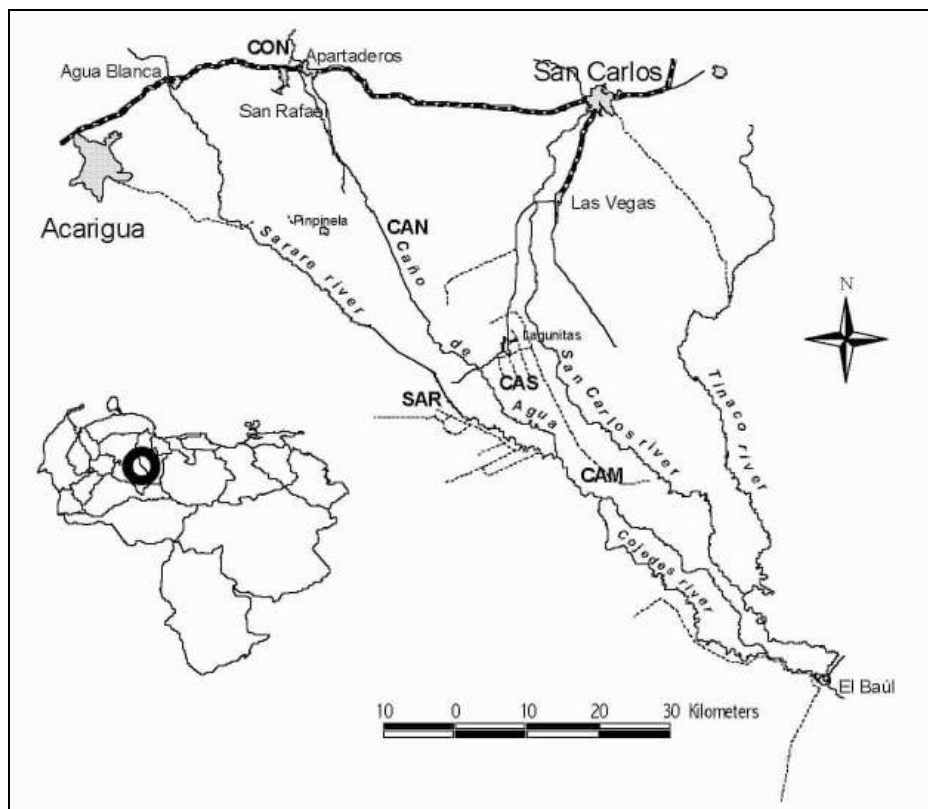 CON
Apartaderos
Agua Blanca
San Carlos
San Rafael
Acarigua
Las Vegas
Pinpinela
CAN
Sarare river
Caño de Agua
N
Lagunitas
CAS
SAR
San Carlos river
Tinaco river
CAM
Cojedes river
El Baúl
10 0 10 20 30 Kilometers